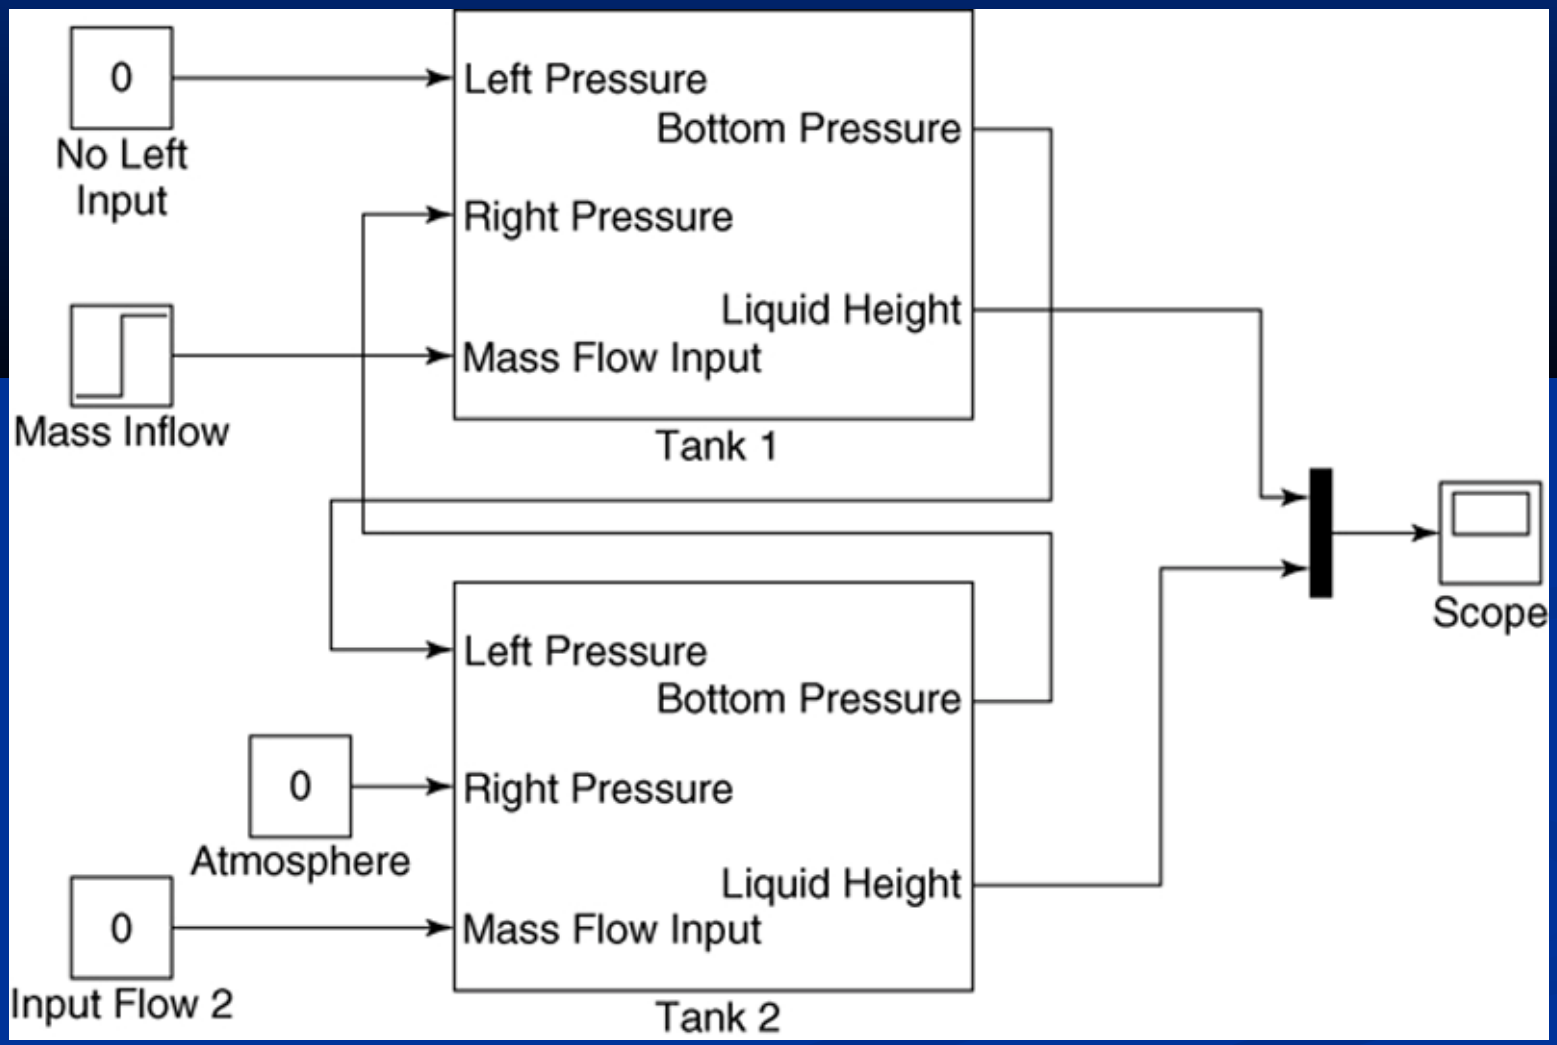 0
No Left
Input
Left Pressure
Bottom Pressure
Right Pressure
Liquid Height
Mass Flow Input
Mass Inflow
Tank 1
Scope
Left Pressure
Bottom Pressure
0
Right Pressure
Atmosphere
Liquid Height
0
Mass Flow Input
Input Flow 2
Tank 2